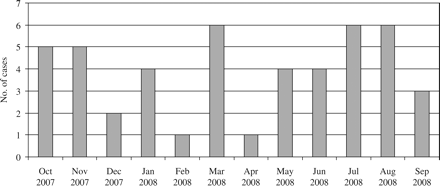 7
6
5
4
3
2
1
0
No. of cases
Oct Nov Dec Jan Feb Mar Apr May Jun Jul Aug Sep
2007 2007 2007 2008 2008 2008 2008 2008 2008 2008 2008 2008